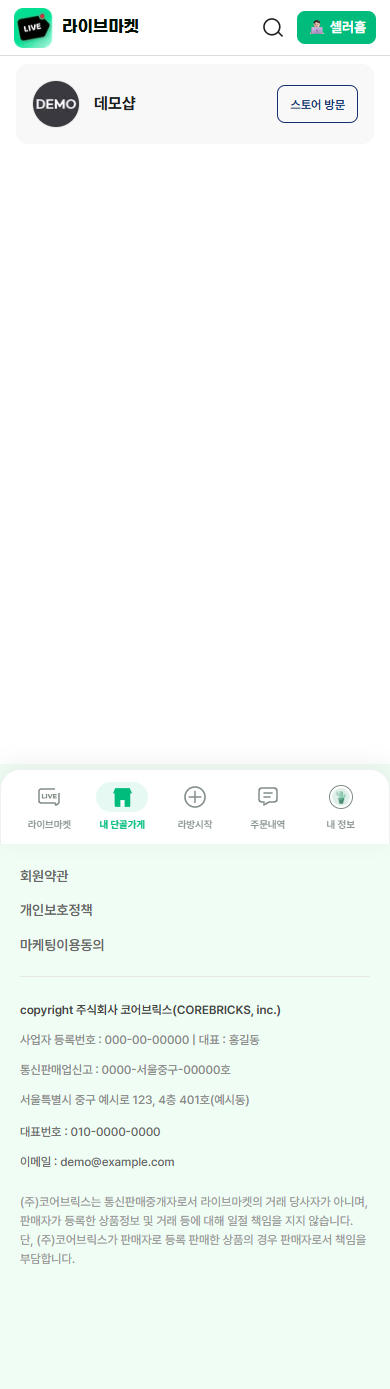 LIVE
라이브마켓
셀러홈
DEMO
데모샵
스토어 방문
LIVE
라이브마켓
내 단골가게
라방시작
주문내역
내 정보
회원약관
개인보호정책
마케팅이용동의
copyright 주식회사 코어브릭스(COREBRICKS, inc.)
사업자 등록번호 : 000-00-00000 | 대표 : 홍길동
통신판매업신고 : 0000-서울중구-00000호
서울특별시 중구 예시로 123, 4층 401호(예시동)
대표번호 : 010-0000-0000
이메일 : demo@example.com
(주)코어브릭스는 통신판매중개자로서 라이브마켓의 거래 당사자가 아니며,
판매자가 등록한 상품정보 및 거래 등에 대해 일절 책임을 지지 않습니다.
단, (주)코어브릭스가 판매자로 등록 판매한 상품의 경우 판매자로서 책임을
부담합니다.